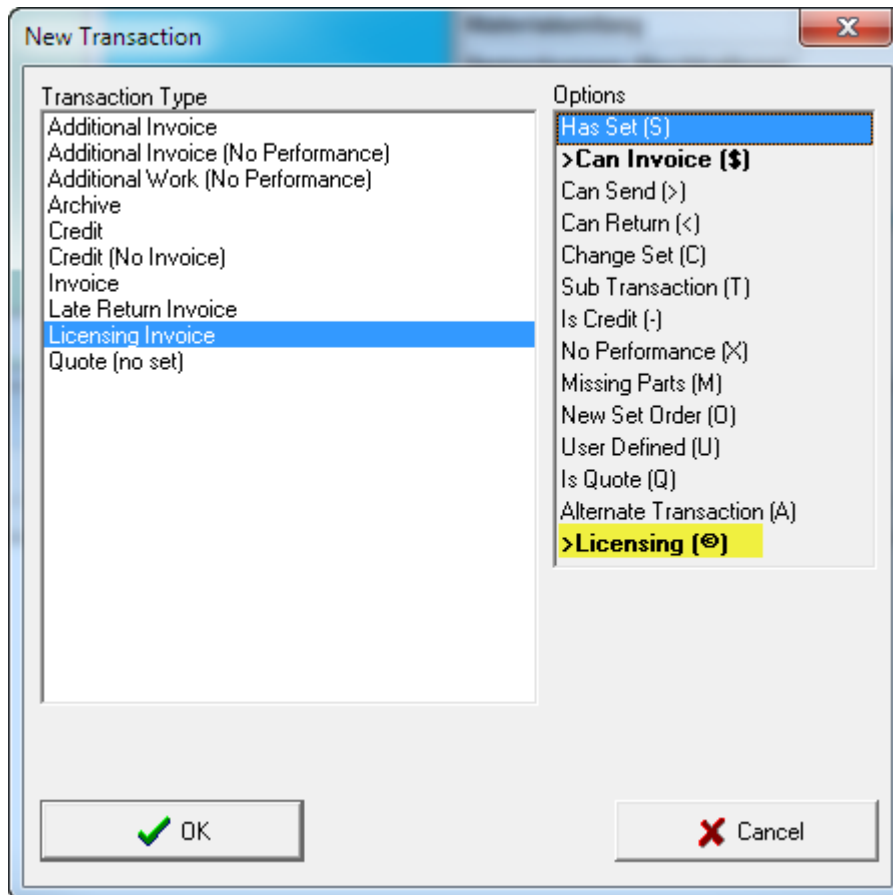 New Transaction
Transaction Type
Additional Invoice
Additional Invoice (No Performance)
Additional Work (No Performance)
Archive
Credit
Credit (No Invoice)
Invoice
Late Return Invoice
Licensing Invoice
Quote (no set)
Options
Has Set (S)
>Can Invoice ($)
Can Send (>)
Can Return (<)
Change Set (C)
Sub Transaction (T)
Is Credit (-)
No Performance (X)
Missing Parts (M)
New Set Order (O)
User Defined (U)
Is Quote (Q)
Alternate Transaction (A)
>Licensing (©)
OK
Cancel